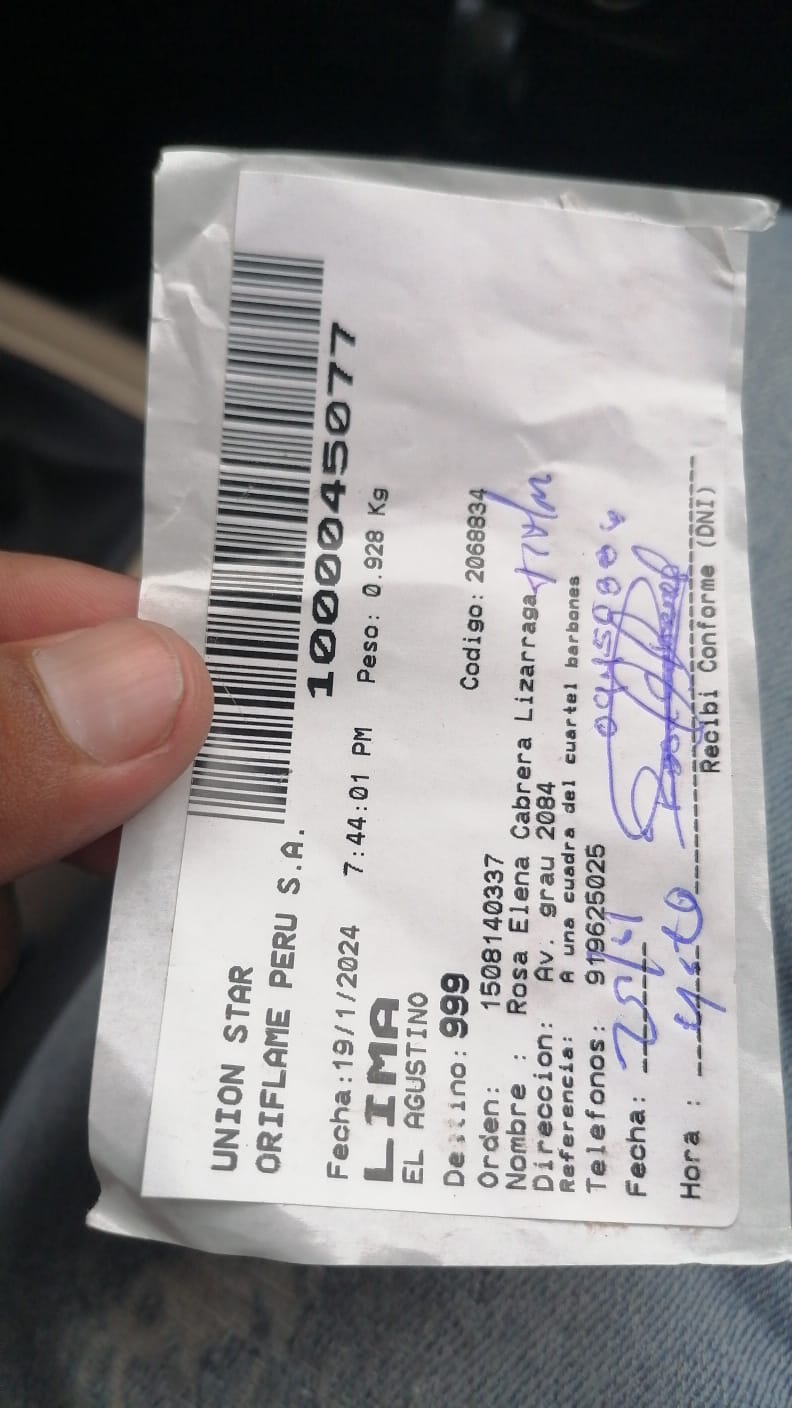 UNION STAR
ORIFLAME PERU S.A.
10000045077
Fecha:19/1/2024 7:44:01 PM Peso: 0.928 Kg
LIMA
EL AGUSTINO
Destino: 999
Orden: 1508140337 Codigo: 2068834
Nombre : Rosa Elena Cabrera Lizarraga
Direccion: Av. grau 2084
Referencia: A una cuadra del cuartel barbones
Telefonos: 919625025
Fecha:
Hora :
Recibi Conforme (DNI)